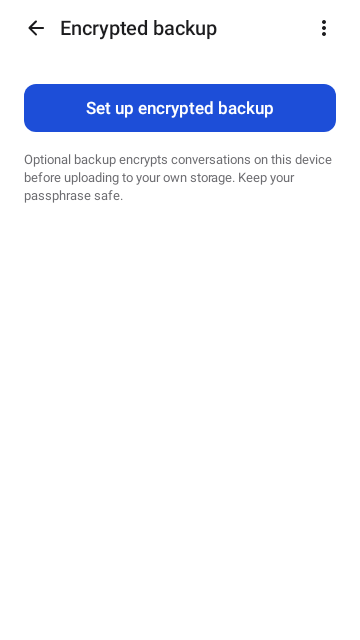 Encrypted backup
Set up encrypted backup
Optional backup encrypts conversations on this device
before uploading to your own storage. Keep your
passphrase safe.